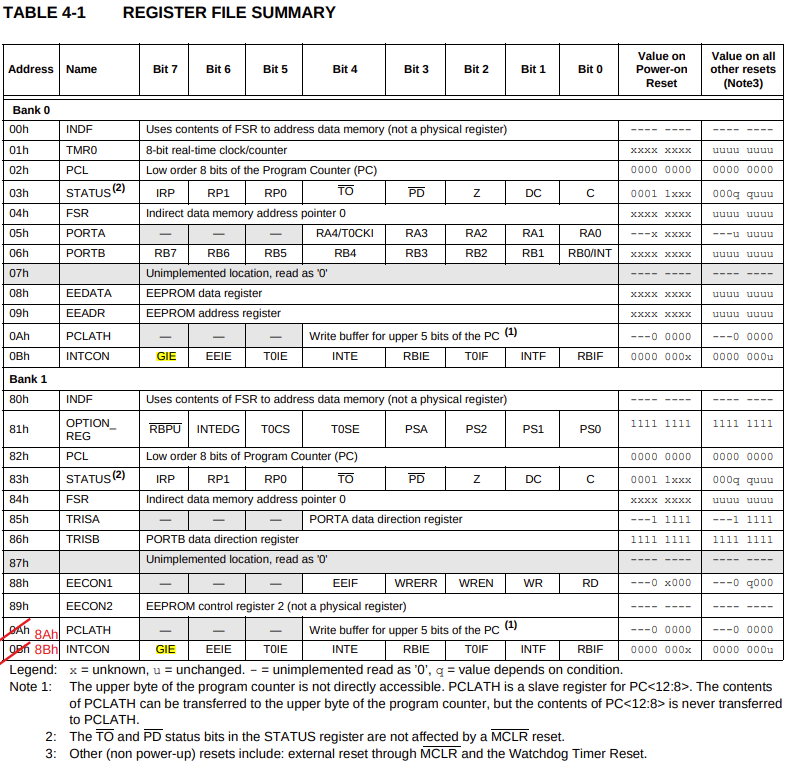 TABLE 4-1 REGISTER FILE SUMMARY
Address Name Bit 7 Bit 6 Bit 5 Bit 4 Bit 3 Bit 2 Bit 1 Bit 0 Value on Power-on Reset Value on all other resets (Note3)
Bank 0
00h INDF Uses contents of FSR to address data memory (not a physical register) ---- ---- ---- ----
01h TMR0 8-bit real-time clock/counter xxxx xxxx uuuu uuuu
02h PCL Low order 8 bits of the Program Counter (PC) 0000 0000 0000 0000
03h STATUS(2) IRP RP1 RP0 TO PD Z DC C 0001 1xxx 000q quuu
04h FSR Indirect data memory address pointer 0 xxxx xxxx uuuu uuuu
05h PORTA — — — RA4/T0CKI RA3 RA2 RA1 RA0 ---x xxxx ---u uuuu
06h PORTB RB7 RB6 RB5 RB4 RB3 RB2 RB1 RB0/INT xxxx xxxx uuuu uuuu
07h Unimplemented location, read as '0' ---- ---- ---- ----
08h EEDATA EEPROM data register xxxx xxxx uuuu uuuu
09h EEADR EEPROM address register xxxx xxxx uuuu uuuu
0Ah PCLATH — — — Write buffer for upper 5 bits of the PC (1) ---0 0000 ---0 0000
0Bh INTCON GIE EEIE T0IE INTE RBIE T0IF INTF RBIF 0000 000x 0000 000u
Bank 1
80h INDF Uses contents of FSR to address data memory (not a physical register) ---- ---- ---- ----
81h OPTION_REG RBPU INTEDG T0CS T0SE PSA PS2 PS1 PS0 1111 1111 1111 1111
82h PCL Low order 8 bits of Program Counter (PC) 0000 0000 0000 0000
83h STATUS(2) IRP RP1 RP0 TO PD Z DC C 0001 1xxx 000q quuu
84h FSR Indirect data memory address pointer 0 xxxx xxxx uuuu uuuu
85h TRISA — — — PORTA data direction register ---1 1111 ---1 1111
86h TRISB PORTB data direction register 1111 1111 1111 1111
87h Unimplemented location, read as '0' ---- ---- ---- ----
88h EECON1 — — — EEIF WRERR WREN WR RD ---0 x000 ---0 q000
89h EECON2 EEPROM control register 2 (not a physical register) ---- ---- ---- ----
0Ah 8Ah PCLATH — — — Write buffer for upper 5 bits of the PC (1) ---0 0000 ---0 0000
0Bh 8Bh INTCON GIE EEIE T0IE INTE RBIE T0IF INTF RBIF 0000 000x 0000 000u
Legend: x = unknown, u = unchanged. - = unimplemented read as '0', q = value depends on condition.
Note 1: The upper byte of the program counter is not directly accessible. PCLATH is a slave register for PC<12:8>. The contents
of PCLATH can be transferred to the upper byte of the program counter, but the contents of PC<12:8> is never transferred
to PCLATH.
2: The TO and PD status bits in the STATUS register are not affected by a MCLR reset.
3: Other (non power-up) resets include: external reset through MCLR and the Watchdog Timer Reset.